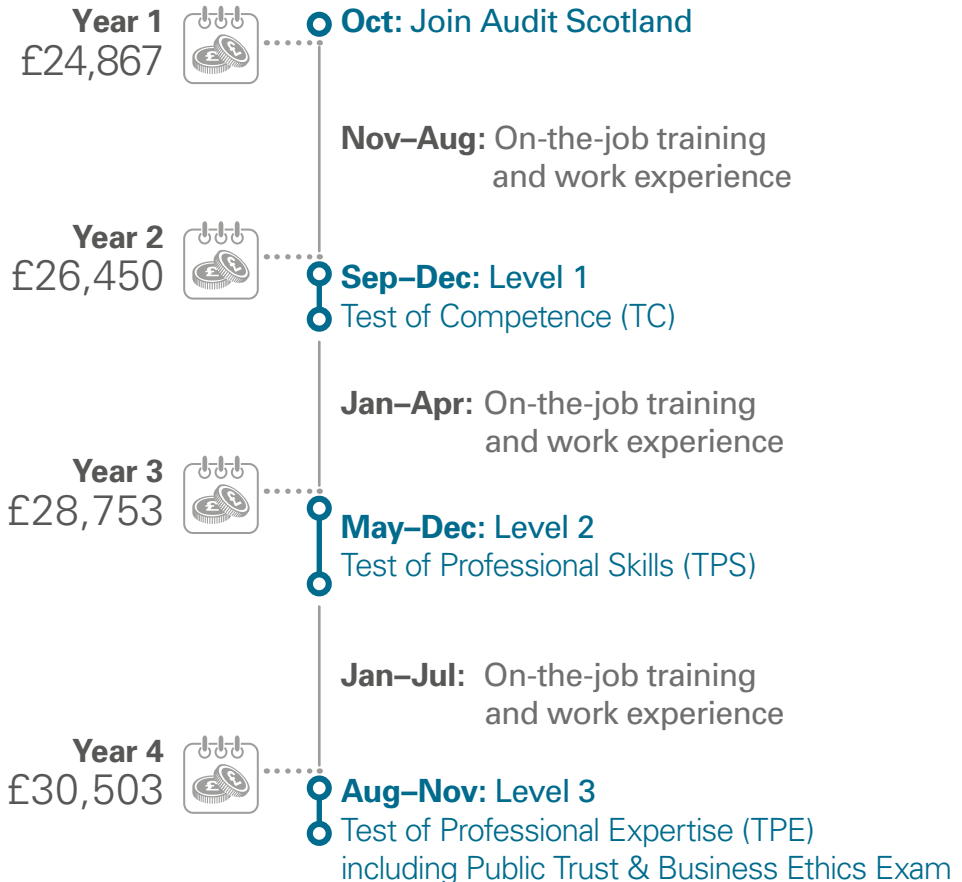 Year 1
£24,867
Oct: Join Audit Scotland
Nov–Aug: On-the-job training
and work experience
Year 2
£26,450
Sep–Dec: Level 1
Test of Competence (TC)
Jan–Apr: On-the-job training
and work experience
Year 3
£28,753
May–Dec: Level 2
Test of Professional Skills (TPS)
Jan–Jul: On-the-job training
and work experience
Year 4
£30,503
Aug–Nov: Level 3
Test of Professional Expertise (TPE)
including Public Trust & Business Ethics Exam